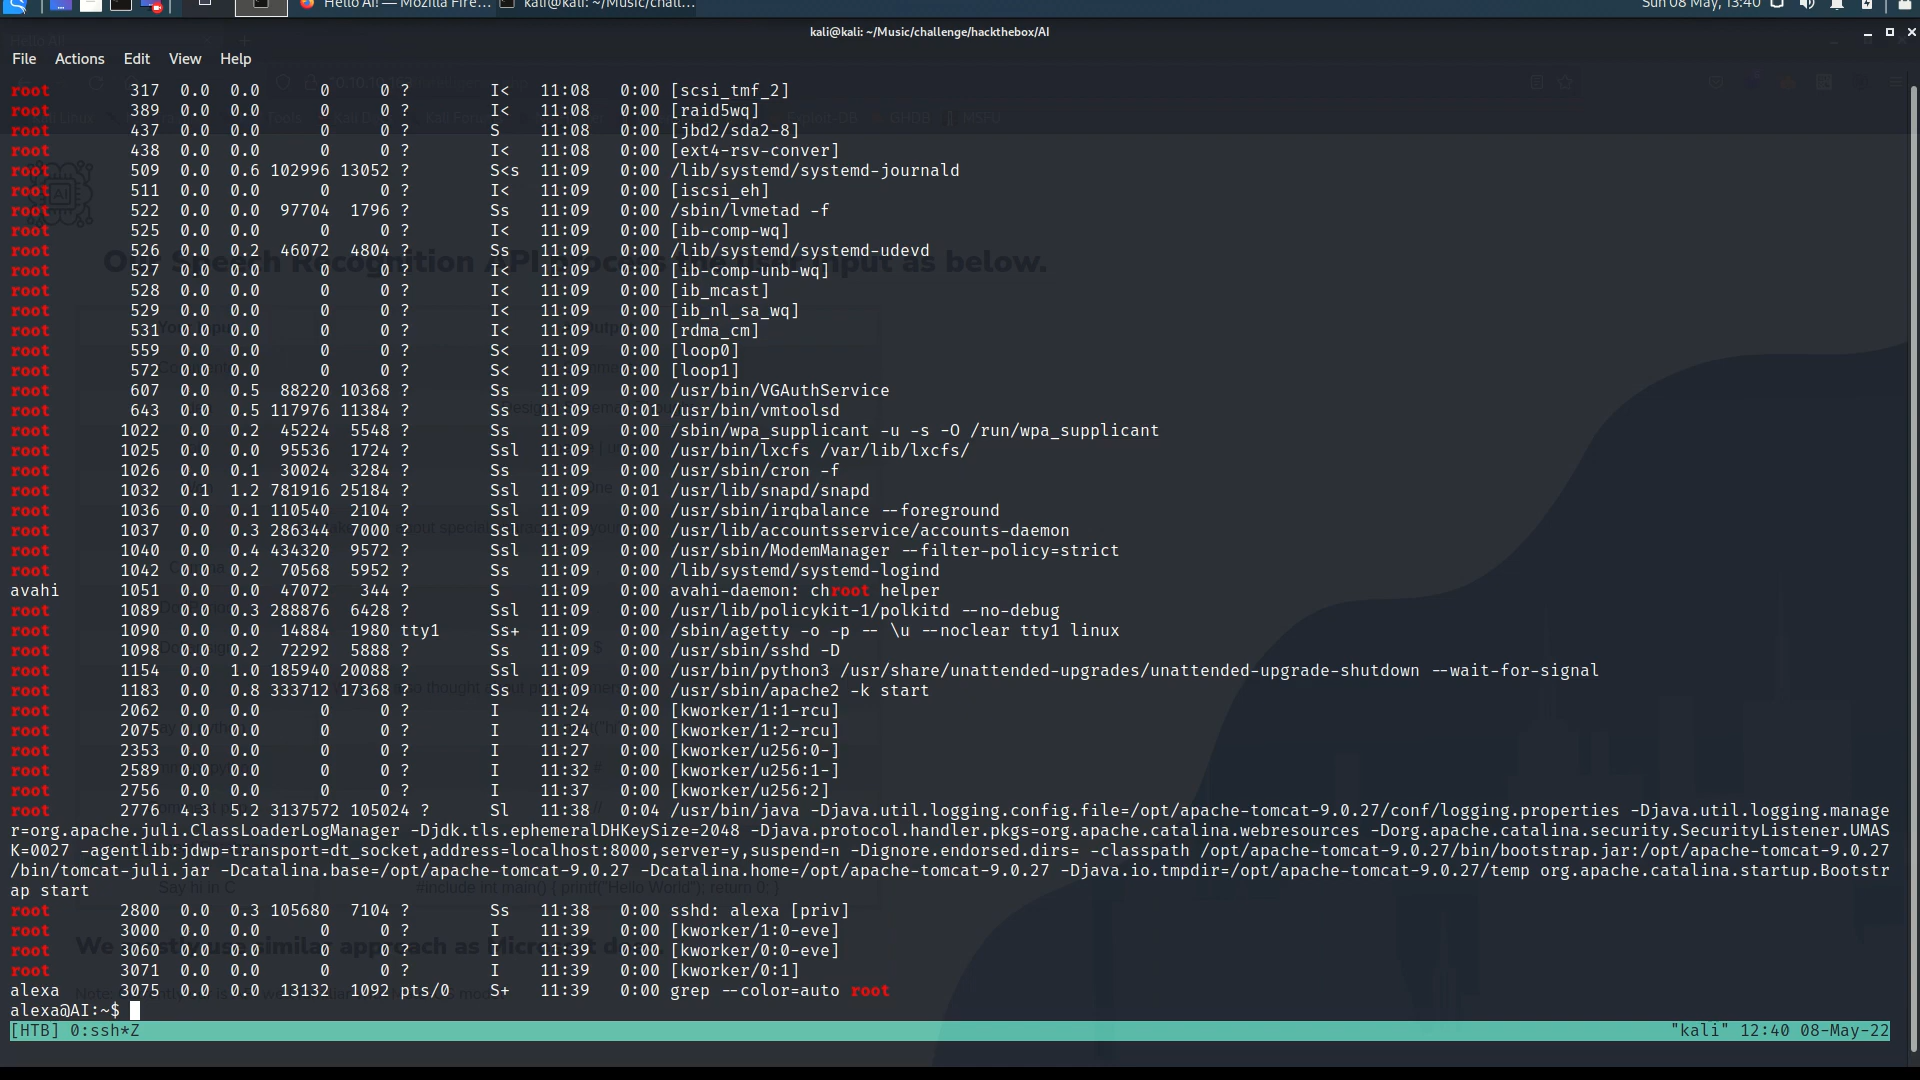 Hello AI! — Mozilla Fire…
kali@kali: ~/Music/chall…
Sun 08 May, 13:40
kali@kali: ~/Music/challenge/hackthebox/AI
File Actions Edit View Help
root 317 0.0 0.0 0 0 ? I< 11:08 0:00 [scsi_tmf_2]
root 389 0.0 0.0 0 0 ? I< 11:08 0:00 [raid5wq]
root 437 0.0 0.0 0 0 ? S 11:08 0:00 [jbd2/sda2-8]
root 438 0.0 0.0 0 0 ? I< 11:08 0:00 [ext4-rsv-conver]
root 509 0.0 0.6 102996 13052 ? S<s 11:09 0:00 /lib/systemd/systemd-journald
root 511 0.0 0.0 0 0 ? I< 11:09 0:00 [iscsi_eh]
root 522 0.0 0.0 97704 1796 ? Ss 11:09 0:00 /sbin/lvmetad -f
root 525 0.0 0.0 0 0 ? I< 11:09 0:00 [ib-comp-wq]
root 526 0.0 0.2 46072 4804 ? Ss 11:09 0:00 /lib/systemd/systemd-udevd
root 527 0.0 0.0 0 0 ? I< 11:09 0:00 [ib-comp-unb-wq]
root 528 0.0 0.0 0 0 ? I< 11:09 0:00 [ib_mcast]
root 529 0.0 0.0 0 0 ? I< 11:09 0:00 [ib_nl_sa_wq]
root 531 0.0 0.0 0 0 ? I< 11:09 0:00 [rdma_cm]
root 559 0.0 0.0 0 0 ? S< 11:09 0:00 [loop0]
root 572 0.0 0.0 0 0 ? S< 11:09 0:00 [loop1]
root 607 0.0 0.5 88220 10368 ? Ss 11:09 0:00 /usr/bin/VGAuthService
root 643 0.0 0.5 117976 11384 ? Ss 11:09 0:01 /usr/bin/vmtoolsd
root 1022 0.0 0.2 45224 5548 ? Ss 11:09 0:00 /sbin/wpa_supplicant -u -s -O /run/wpa_supplicant
root 1025 0.0 0.0 95536 1724 ? Ssl 11:09 0:00 /usr/bin/lxcfs /var/lib/lxcfs/
root 1026 0.0 0.1 30024 3284 ? Ss 11:09 0:00 /usr/sbin/cron -f
root 1032 0.1 1.2 781916 25184 ? Ssl 11:09 0:01 /usr/lib/snapd/snapd
root 1036 0.0 0.1 110540 2104 ? Ssl 11:09 0:00 /usr/sbin/irqbalance --foreground
root 1037 0.0 0.3 286344 7000 ? Ssl 11:09 0:00 /usr/lib/accountsservice/accounts-daemon
root 1040 0.0 0.4 434320 9572 ? Ssl 11:09 0:00 /usr/sbin/ModemManager --filter-policy=strict
root 1042 0.0 0.2 70568 5952 ? Ss 11:09 0:00 /lib/systemd/systemd-logind
avahi 1051 0.0 0.0 47072 344 ? S 11:09 0:00 avahi-daemon: chroot helper
root 1089 0.0 0.3 288876 6428 ? Ssl 11:09 0:00 /usr/lib/policykit-1/polkitd --no-debug
root 1090 0.0 0.0 14884 1980 tty1 Ss+ 11:09 0:00 /sbin/agetty -o -p -- \u --noclear tty1 linux
root 1098 0.0 0.2 72292 5888 ? Ss 11:09 0:00 /usr/sbin/sshd -D
root 1154 0.0 1.0 185940 20088 ? Ssl 11:09 0:00 /usr/bin/python3 /usr/share/unattended-upgrades/unattended-upgrade-shutdown --wait-for-signal
root 1183 0.0 0.8 333712 17368 ? Ss 11:09 0:00 /usr/sbin/apache2 -k start
root 2062 0.0 0.0 0 0 ? I 11:24 0:00 [kworker/1:1-rcu]
root 2075 0.0 0.0 0 0 ? I 11:24 0:00 [kworker/1:2-rcu]
root 2353 0.0 0.0 0 0 ? I 11:27 0:00 [kworker/u256:0-]
root 2589 0.0 0.0 0 0 ? I 11:32 0:00 [kworker/u256:1-]
root 2756 0.0 0.0 0 0 ? I 11:37 0:00 [kworker/u256:2]
root 2776 4.3 5.2 3137572 105024 ? Sl 11:38 0:04 /usr/bin/java -Djava.util.logging.config.file=/opt/apache-tomcat-9.0.27/conf/logging.properties -Djava.util.logging.manage
r=org.apache.juli.ClassLoaderLogManager -Djdk.tls.ephemeralDHKeySize=2048 -Djava.protocol.handler.pkgs=org.apache.catalina.webresources -Dorg.apache.catalina.security.SecurityListener.UMAS
K=0027 -agentlib:jdwp=transport=dt_socket,address=localhost:8000,server=y,suspend=n -Dignore.endorsed.dirs= -classpath /opt/apache-tomcat-9.0.27/bin/bootstrap.jar:/opt/apache-tomcat-9.0.27
/bin/tomcat-juli.jar -Dcatalina.base=/opt/apache-tomcat-9.0.27 -Dcatalina.home=/opt/apache-tomcat-9.0.27 -Djava.io.tmpdir=/opt/apache-tomcat-9.0.27/temp org.apache.catalina.startup.Bootstr
ap start
root 2800 0.0 0.3 105680 7104 ? Ss 11:38 0:00 sshd: alexa [priv]
root 3000 0.0 0.0 0 0 ? I 11:39 0:00 [kworker/1:0-eve]
root 3060 0.0 0.0 0 0 ? I 11:39 0:00 [kworker/0:0-eve]
root 3071 0.0 0.0 0 0 ? I 11:39 0:00 [kworker/0:1]
alexa 3075 0.0 0.0 13132 1092 pts/0 S+ 11:39 0:00 grep --color=auto root
alexa@AI:~$
[HTB] 0:ssh*Z "kali" 12:40 08-May-22